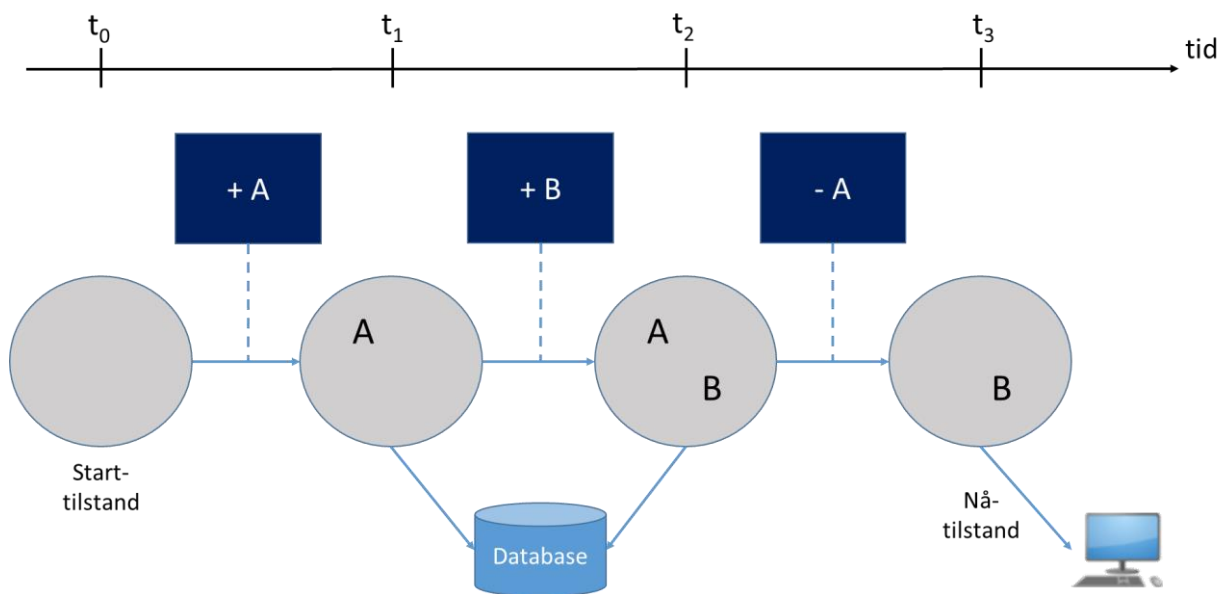 t₀
t₁
t₂
t₃
tid
+ A
+ B
- A
A
A
B
B
Start-
tilstand
Database
Nå-
tilstand